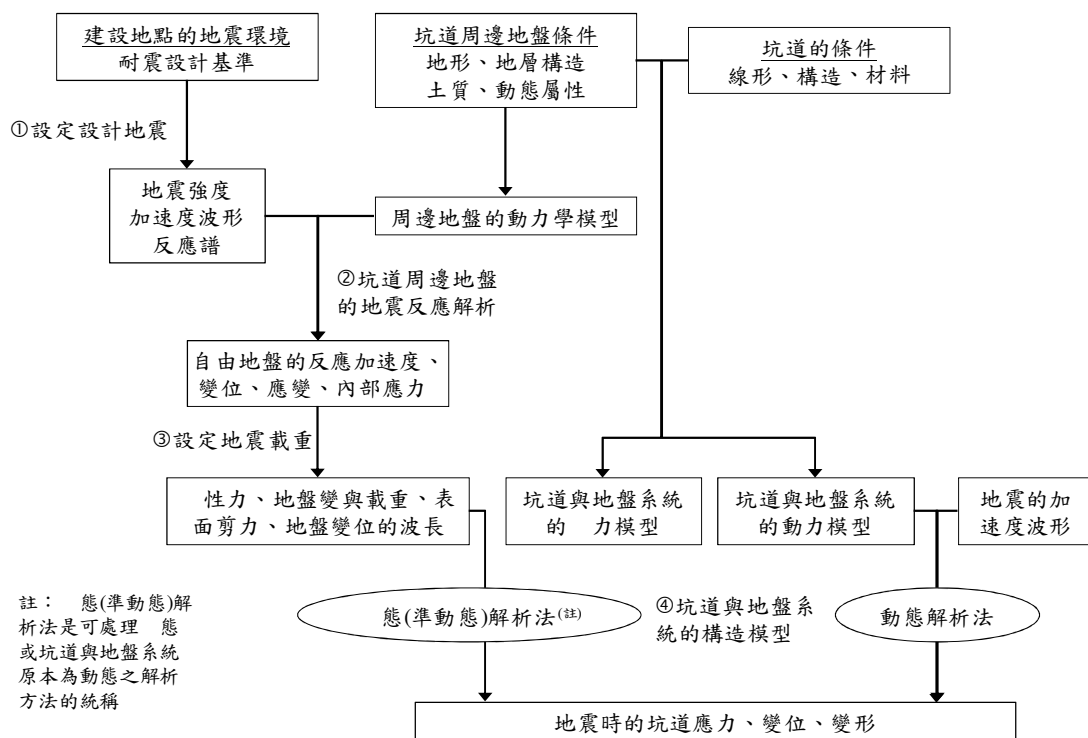 建設地點的地震環境
耐震設計基準
坑道周邊地盤條件
地形、地層構造
土質、動態屬性
坑道的條件
線形、構造、材料
①設定設計地震
地震強度
加速度波形
反應譜
周邊地盤的動力學模型
②坑道周邊地盤
的地震反應解析
自由地盤的反應加速度、
變位、應變、內部應力
③設定地震載重
性力、地盤變與載重、表
面剪力、地盤變位的波長
坑道與地盤系統
的 力模型
坑道與地盤系統
的動力模型
地震的加
速度波形
註： 態(準動態)解
析法是可處理 態
或坑道與地盤系統
原本為動態之解析
方法的統稱
態(準動態)解析法(註)
④坑道與地盤系
統的構造模型
動態解析法
地震時的坑道應力、變位、變形